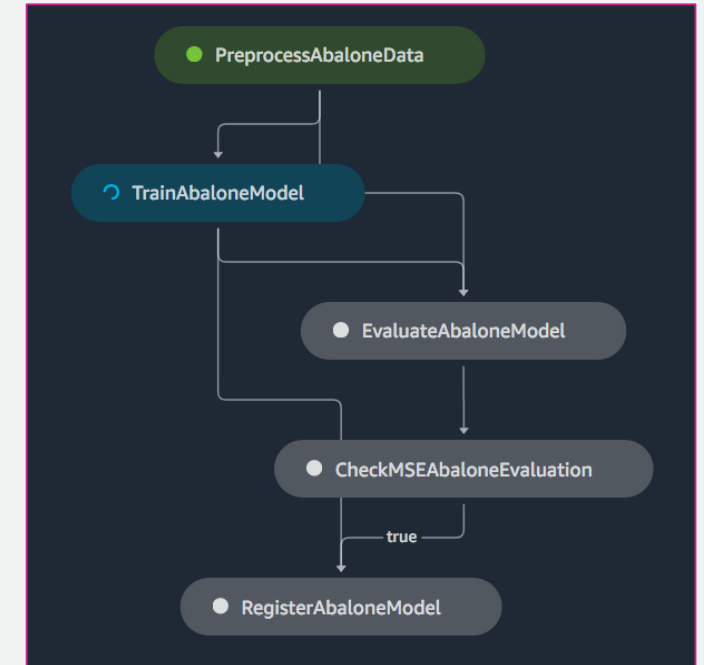 PreprocessAbaloneData
TrainAbaloneModel
EvaluateAbaloneModel
CheckMSEAbaloneEvaluation
true
RegisterAbaloneModel